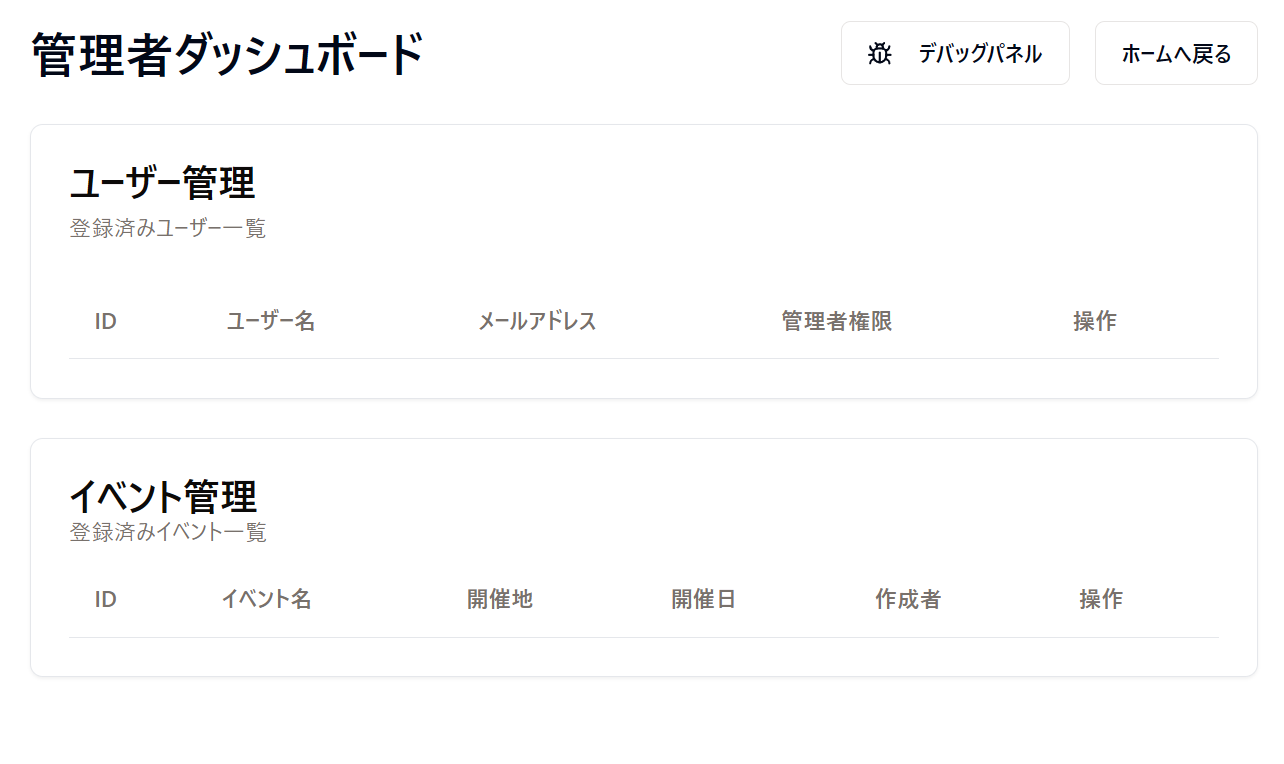 管理者ダッシュボード
デバッグパネル
ホームへ戻る
ユーザー管理
登録済みユーザー一覧
ID ユーザー名 メールアドレス 管理者権限 操作
イベント管理
登録済みイベント一覧
ID イベント名 開催地 開催日 作成者 操作